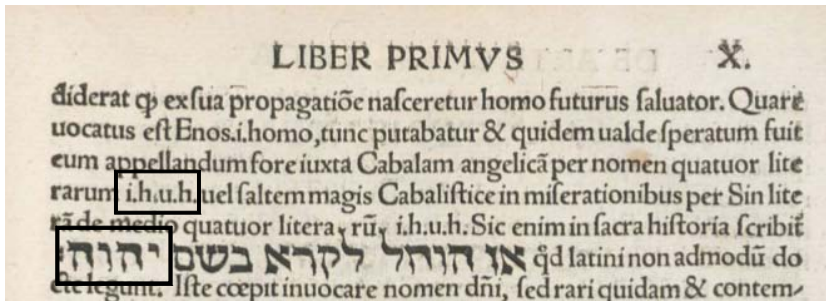 LIBER PRIMVS X.
diderat ꝙ ex sua propagatiõe nasceretur homo futurus saluator. Quare
uocatus est Enos.i.homo, tunc putabatur & quidem ualde speratum fuit
eum appellandum fore iuxta Cabalam angelicã per nomen quatuor lite
rarum i.h.u.h. uel saltem magis Cabalistice in miserationibus per Sin lite
rã de medio quatuor literaꝝ rũꝝ i.h.u.h. Sic enim in sacra historia scribit̃
אז הוחל לקרא בשם יהוה: qd̃ latini non admodũ do
cte legunt. Iste cœpit inuocare nomen dñi, sed rari quidam & contem-